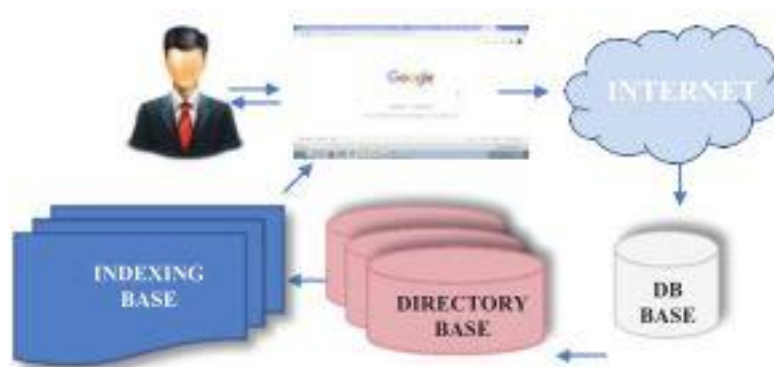 Google
INTERNET
INDEXING
BASE
DIRECTORY
BASE
DB
BASE